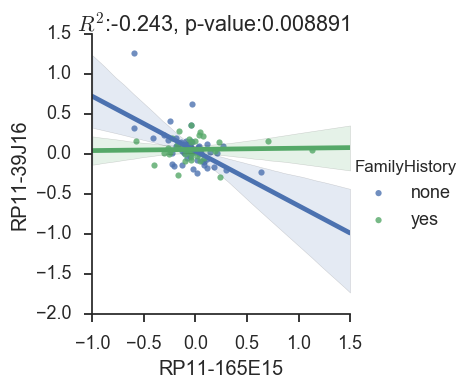 R²:-0.243, p-value:0.008891
1.5
1.0
0.5
0.0
−0.5
−1.0
−1.5
−2.0
RP11-39J16
FamilyHistory
none
yes
−1.0 −0.5 0.0 0.5 1.0 1.5
RP11-165E15